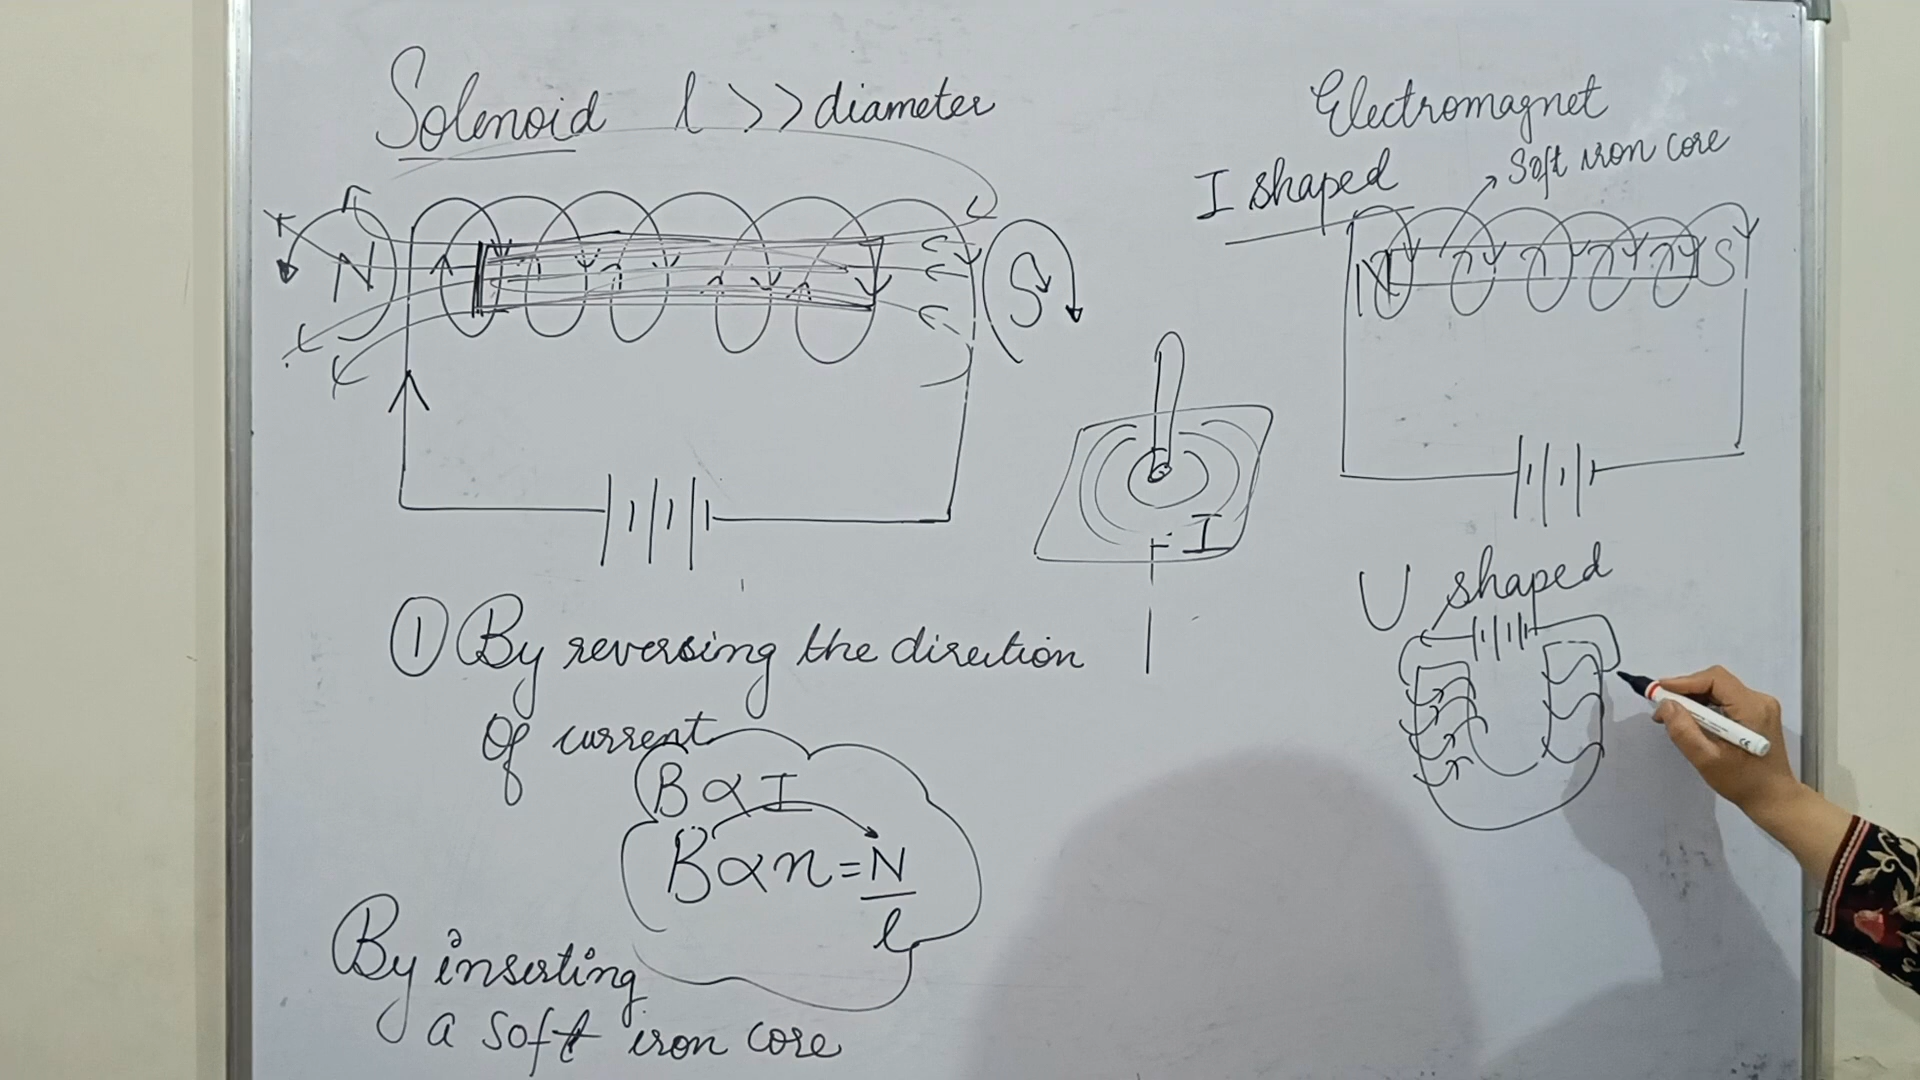 Solenoid l >> diameter
N
S
I
① By reversing the direction
of current
B ∝ I
B ∝ n = N/l
By inserting
a soft iron core
Electromagnet
I shaped
Soft iron core
N
S
U shaped